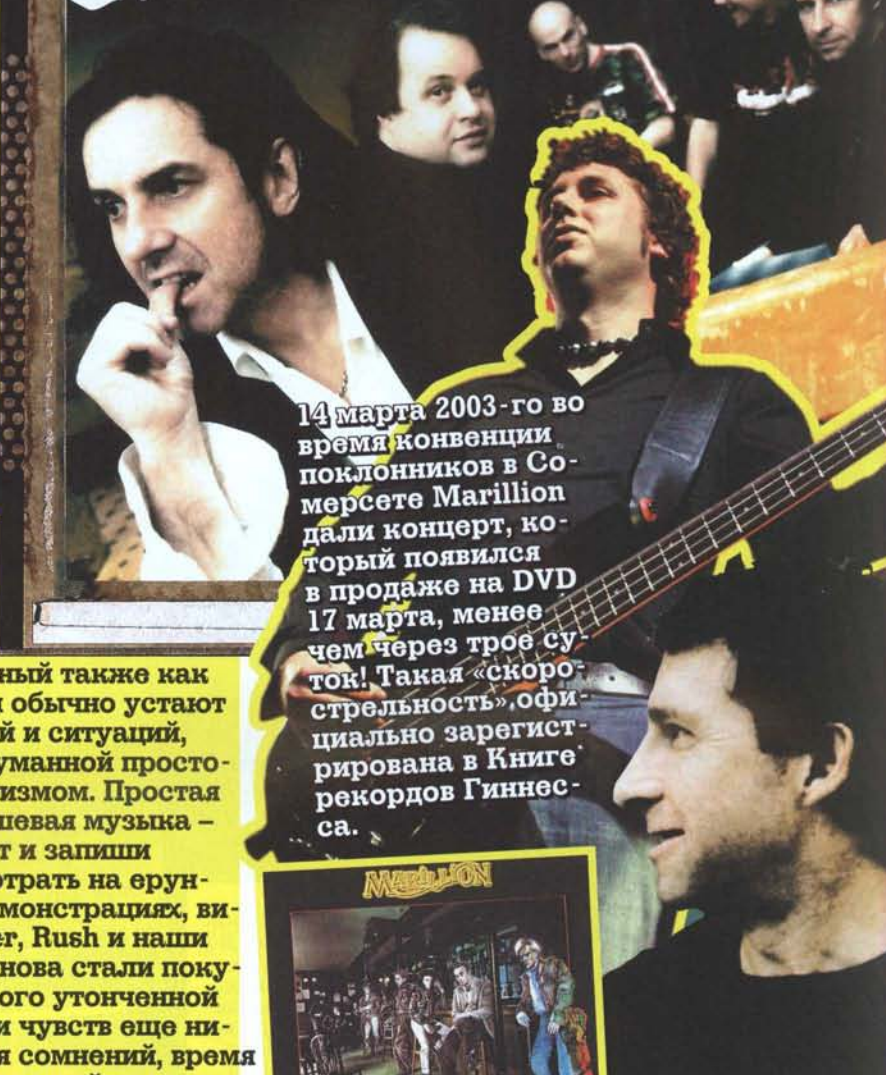 14 марта 2003-го во
время конвенции
поклонников в Со-
мерсете Marillion
дали концерт, ко-
торый появился
в продаже на DVD
17 марта, менее
чем через трое су-
ток! Такая «скоро-
стрельность» офи-
циально зарегист-
рирована в Книге
рекордов Гиннес-
са.
ный также как
и обычно устают
й и ситуаций,
уманной просто-
измом. Простая
шевая музыка –
т и запиши
отрать на ерун-
монстрациях, ви-
er, Rush и наши
нова стали поку-
ого утонченной
и чувств еще ни-
я сомнений, время
MARILLION